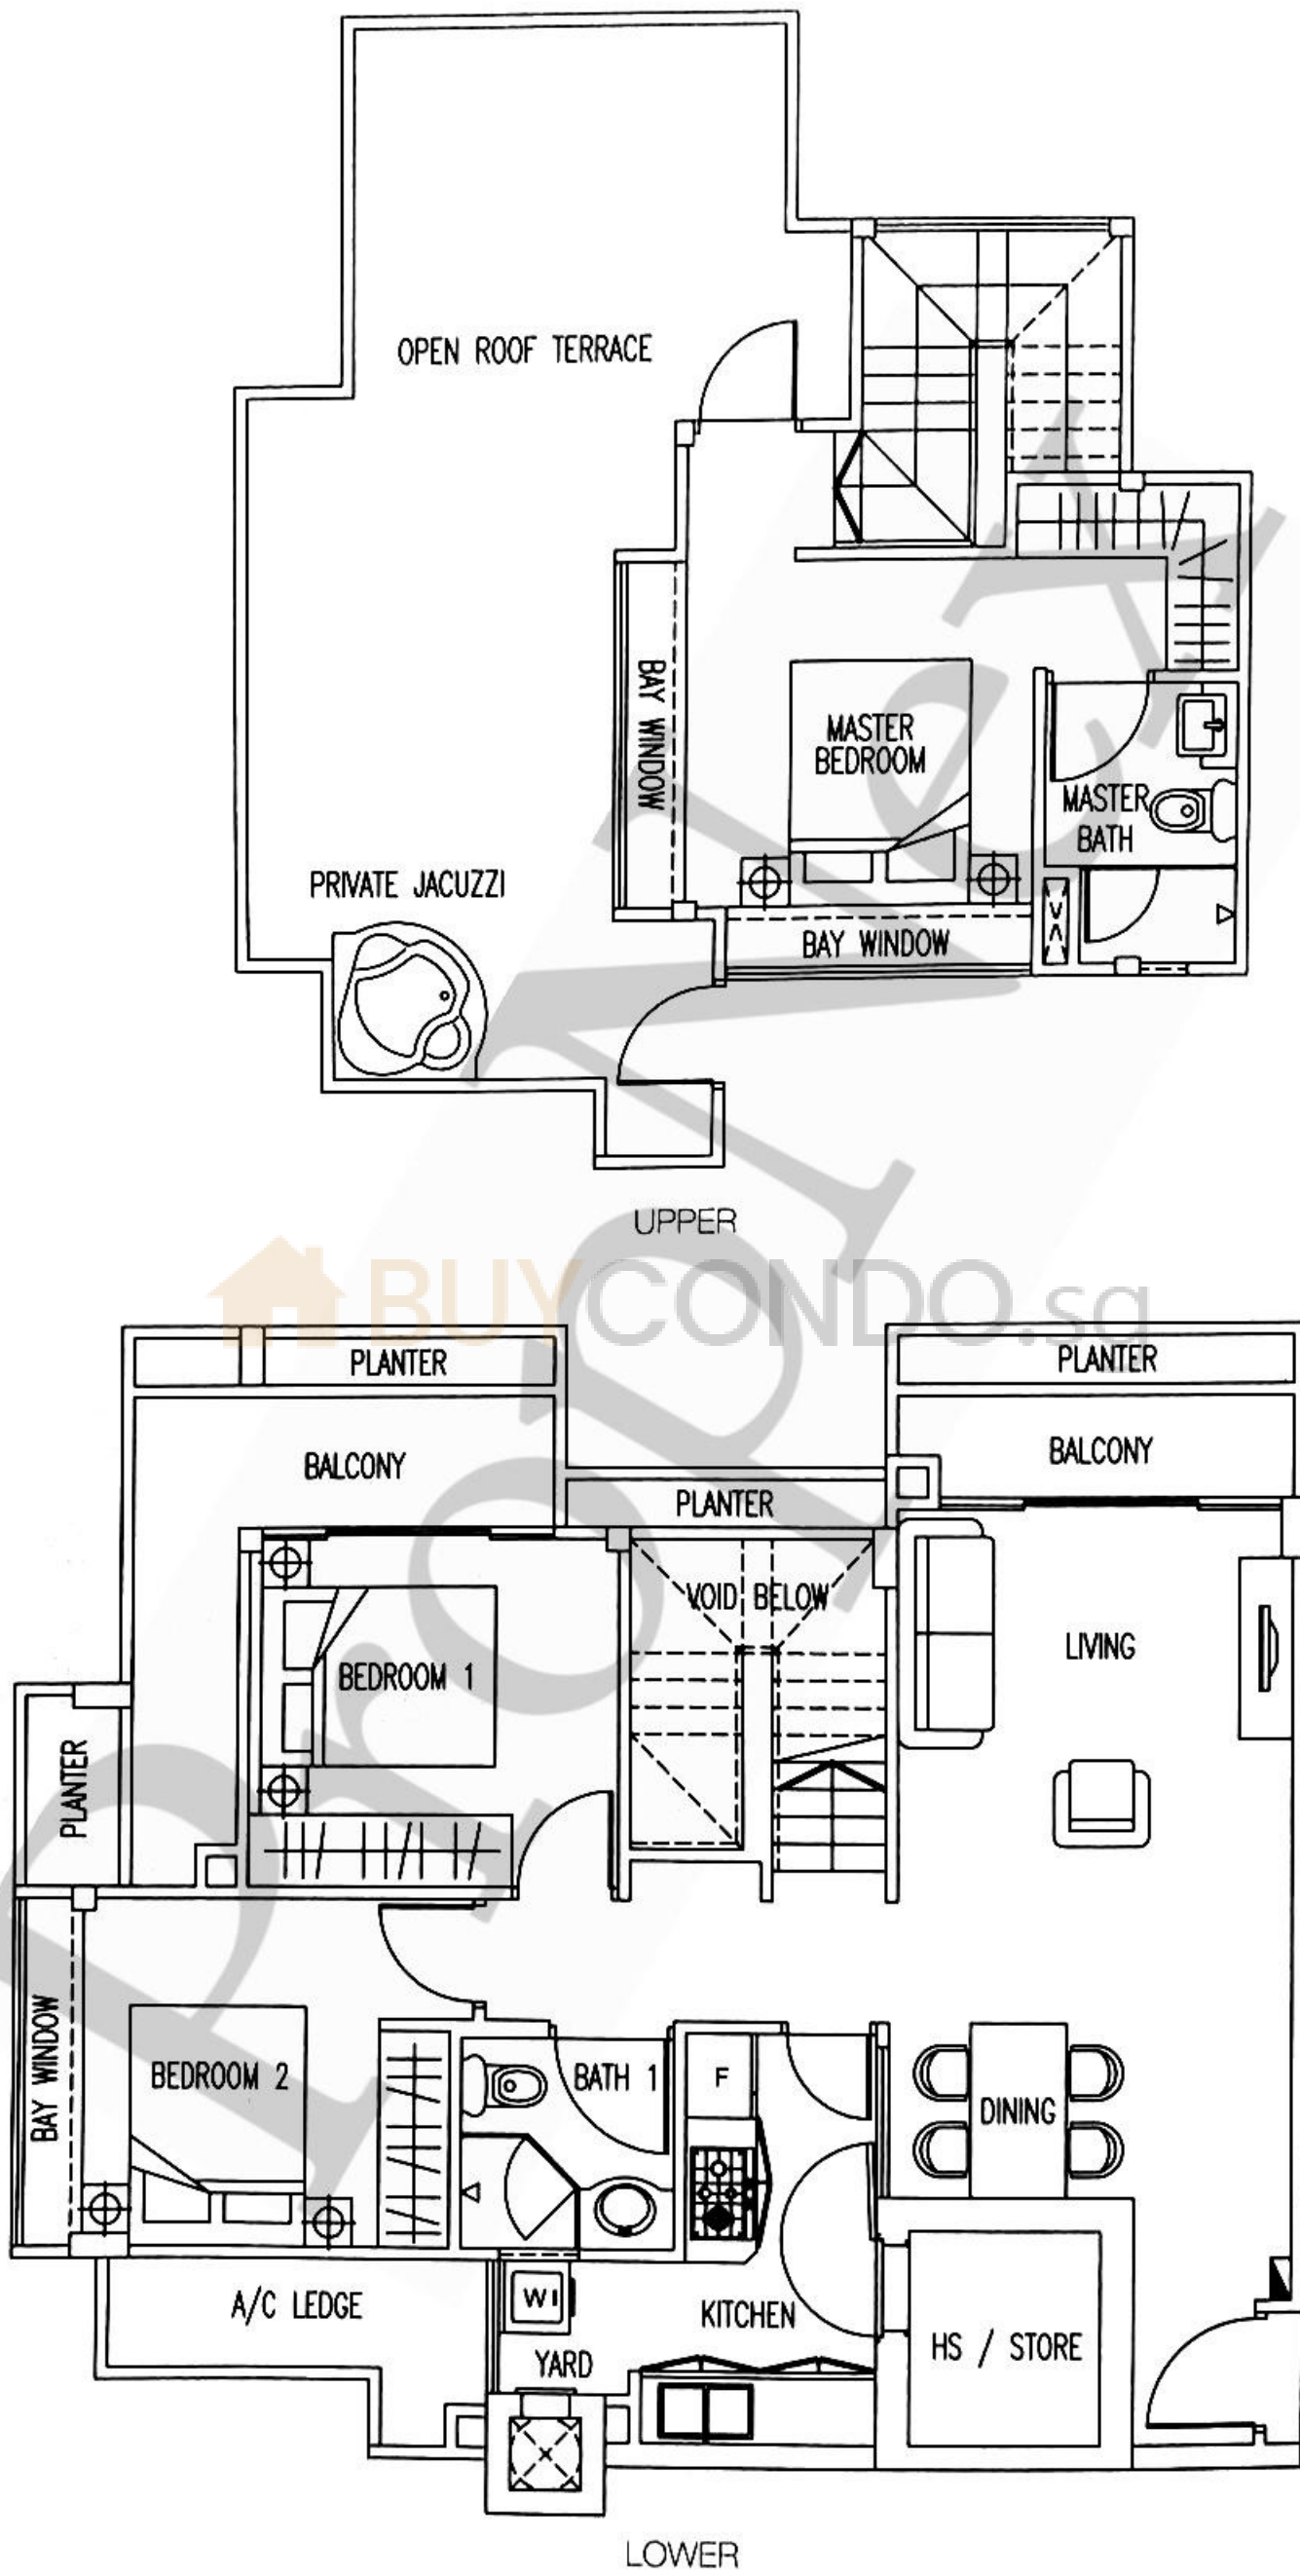 OPEN ROOF TERRACE
BAY WINDOW
MASTER
BEDROOM
MASTER
BATH
PRIVATE JACUZZI
BAY WINDOW
UPPER
BUYCONDO.sg
PropNex
PLANTER
PLANTER
BALCONY
BALCONY
PLANTER
VOID BELOW
LIVING
BEDROOM 1
PLANTER
BAY WINDOW
BEDROOM 2
BATH 1
F
DINING
A/C LEDGE
WI
KITCHEN
YARD
HS / STORE
LOWER